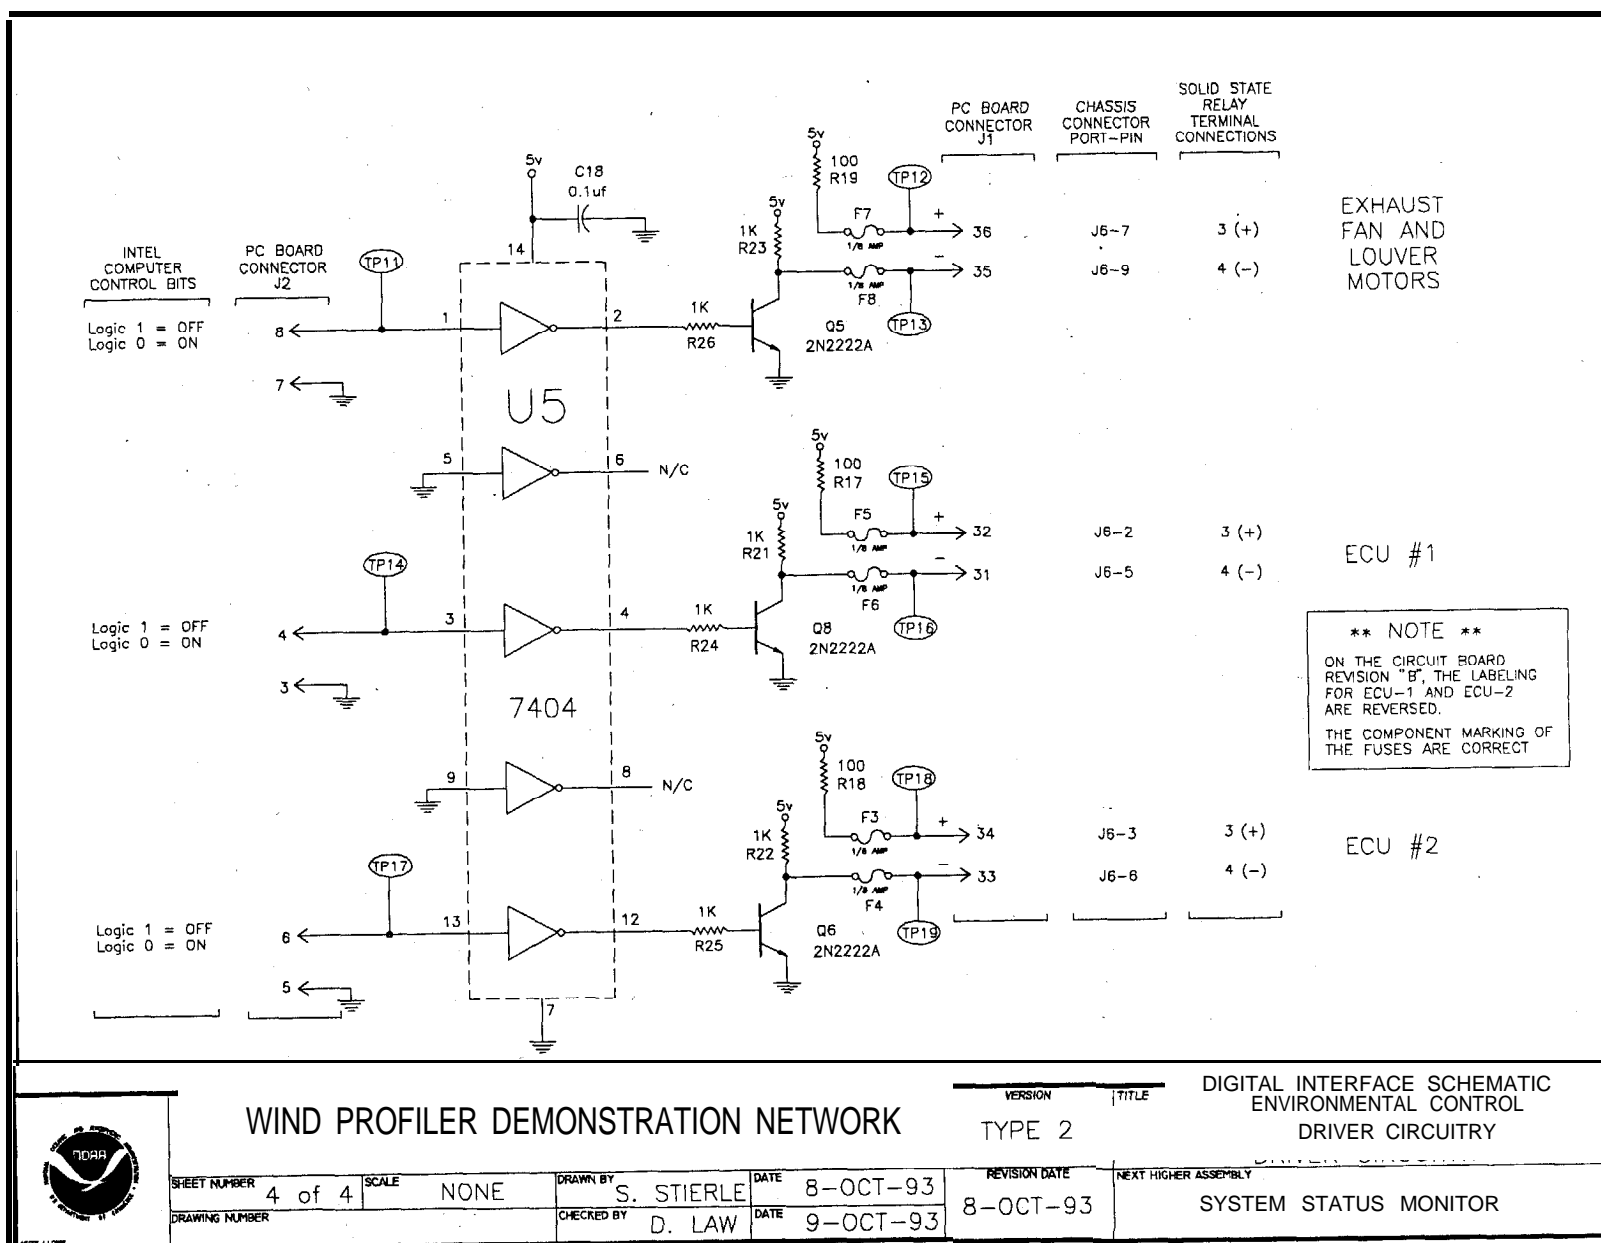 PC BOARD
CONNECTOR
J1
CHASSIS
CONNECTOR
PORT-PIN
SOLID STATE
RELAY
TERMINAL
CONNECTIONS
INTEL
COMPUTER
CONTROL BITS
PC BOARD
CONNECTOR
J2
5v
C18
0.1uf
14
TP11
Logic 1 = OFF
Logic 0 = ON
8
7
1
2
1K
R26
5v
1K
R23
Q5
2N2222A
5v
100
R19
TP12
F7
1/8 AMP
+
36
J6-7
3 (+)
1/8 AMP
F8
-
35
J6-9
4 (-)
TP13
EXHAUST
FAN AND
LOUVER
MOTORS
U5
5
6
N/C
TP14
Logic 1 = OFF
Logic 0 = ON
4
3
3
4
1K
R24
5v
1K
R21
Q8
2N2222A
5v
100
R17
TP15
F5
1/8 AMP
+
32
J6-2
3 (+)
1/8 AMP
F6
-
31
J6-5
4 (-)
TP16
ECU #1
** NOTE **
ON THE CIRCUIT BOARD
REVISION "B", THE LABELING
FOR ECU-1 AND ECU-2
ARE REVERSED.
THE COMPONENT MARKING OF
THE FUSES ARE CORRECT
7404
9
8
N/C
TP17
Logic 1 = OFF
Logic 0 = ON
6
5
13
12
1K
R25
5v
1K
R22
Q6
2N2222A
5v
100
R18
TP18
F3
1/8 AMP
+
34
J6-3
3 (+)
1/8 AMP
F4
-
33
J6-6
4 (-)
TP19
ECU #2
7
NOAA
WIND PROFILER DEMONSTRATION NETWORK
VERSION
TYPE 2
TITLE
DIGITAL INTERFACE SCHEMATIC
ENVIRONMENTAL CONTROL
DRIVER CIRCUITRY
SHEET NUMBER
4 of 4
SCALE
NONE
DRAWN BY
S. STIERLE
DATE
8-OCT-93
REVISION DATE
8-OCT-93
NEXT HIGHER ASSEMBLY
SYSTEM STATUS MONITOR
DRAWING NUMBER
CHECKED BY
D. LAW
DATE
9-OCT-93